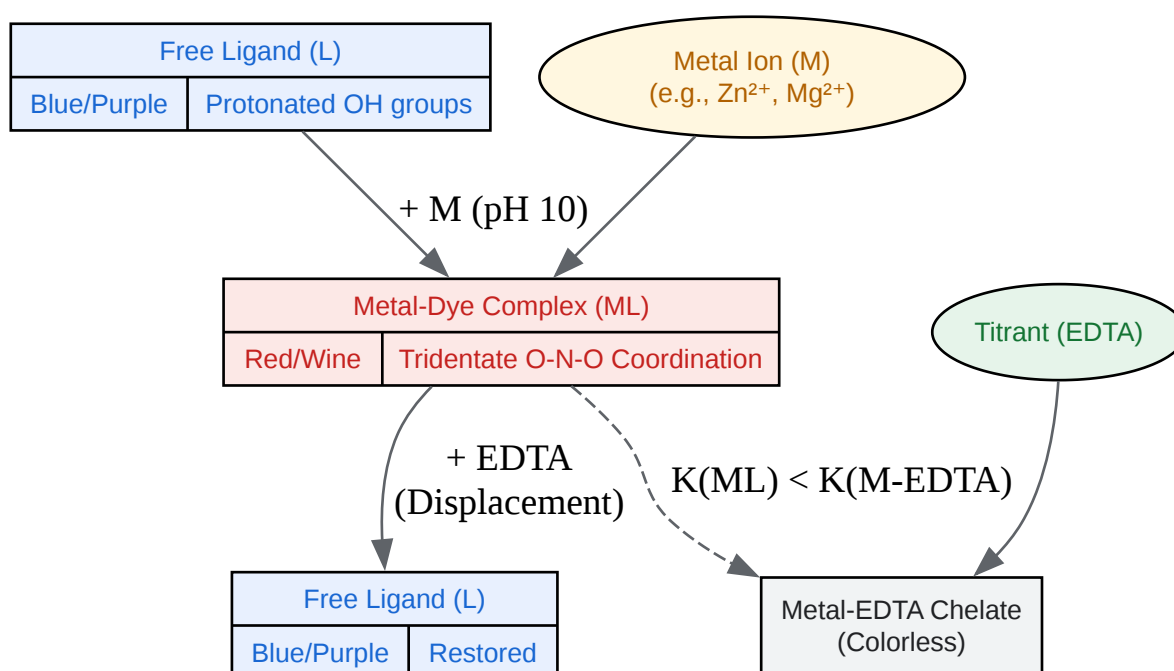 Free Ligand (L)
Blue/Purple
Protonated OH groups
Metal Ion (M)
(e.g., Zn²⁺, Mg²⁺)
+ M (pH 10)
Metal-Dye Complex (ML)
Red/Wine
Tridentate O-N-O Coordination
Titrant (EDTA)
+ EDTA
(Displacement)
K(ML) < K(M-EDTA)
Free Ligand (L)
Blue/Purple
Restored
Metal-EDTA Chelate
(Colorless)